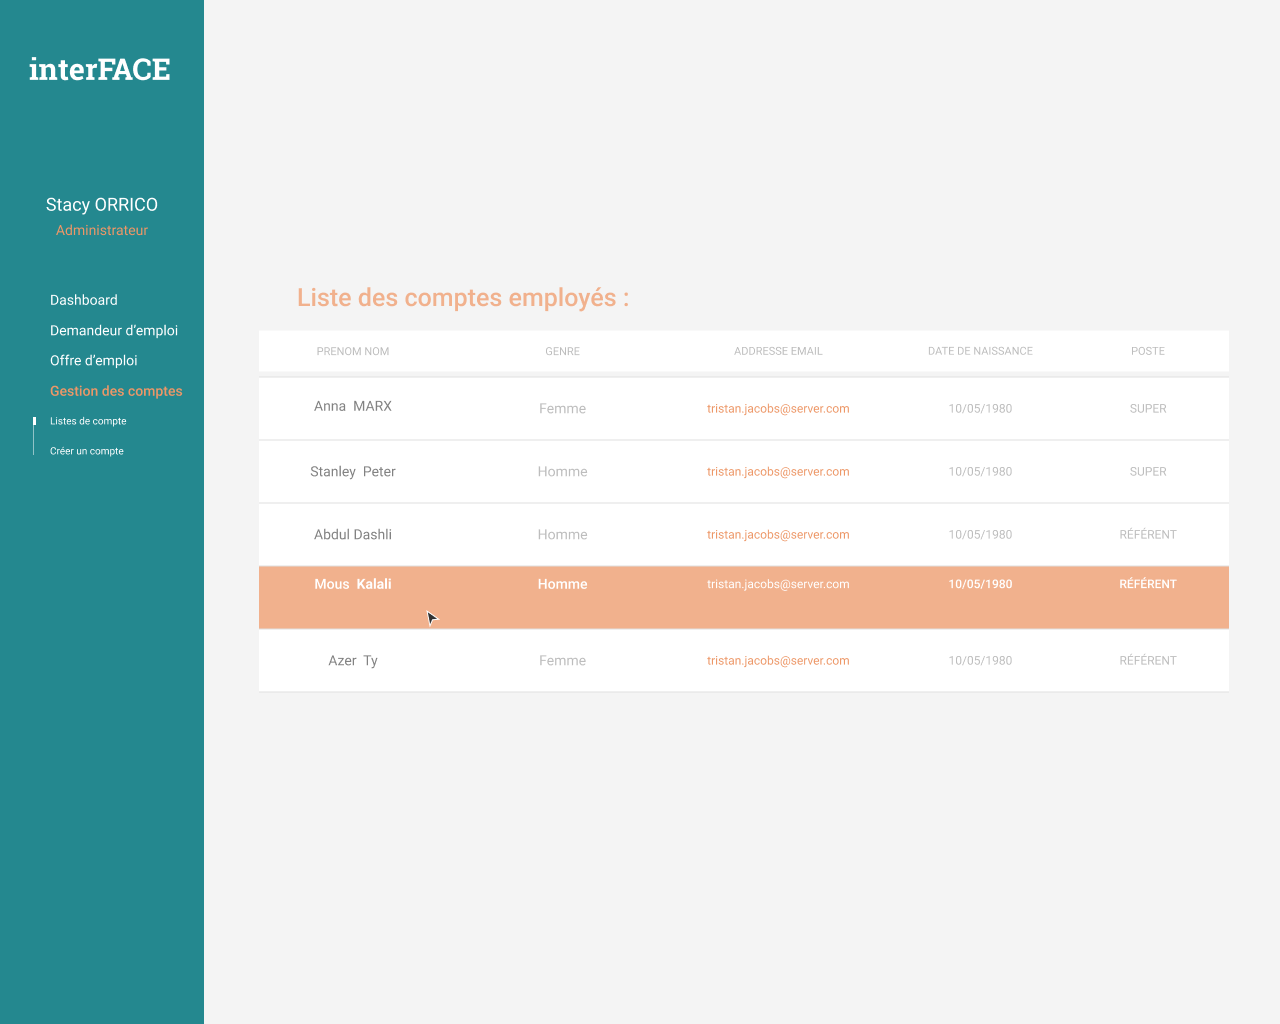 interFACE
Stacy ORRICO
Administrateur
Dashboard
Demandeur d’emploi
Offre d’emploi
Gestion des comptes
Listes de compte
Créer un compte
Liste des comptes employés :
PRENOM NOM GENRE ADDRESSE EMAIL DATE DE NAISSANCE POSTE
Anna MARX Femme tristan.jacobs@server.com 10/05/1980 SUPER
Stanley Peter Homme tristan.jacobs@server.com 10/05/1980 SUPER
Abdul Dashli Homme tristan.jacobs@server.com 10/05/1980 RÉFÉRENT
Mous Kalali Homme tristan.jacobs@server.com 10/05/1980 RÉFÉRENT
Azer Ty Femme tristan.jacobs@server.com 10/05/1980 RÉFÉRENT